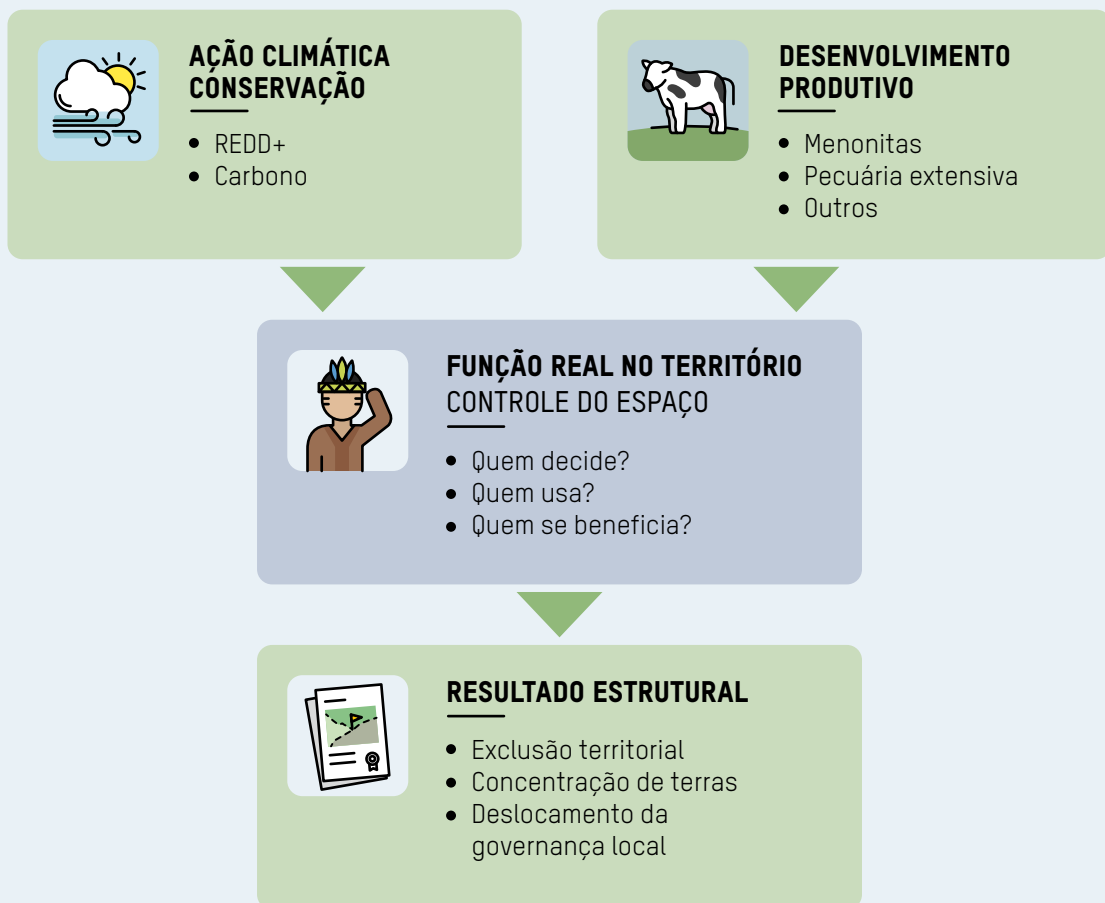 AÇÃO CLIMÁTICA
CONSERVAÇÃO
• REDD+
• Carbono
DESENVOLVIMENTO
PRODUTIVO
• Menonitas
• Pecuária extensiva
• Outros
FUNÇÃO REAL NO TERRITÓRIO
CONTROLE DO ESPAÇO
• Quem decide?
• Quem usa?
• Quem se beneficia?
RESULTADO ESTRUTURAL
• Exclusão territorial
• Concentração de terras
• Deslocamento da
governança local